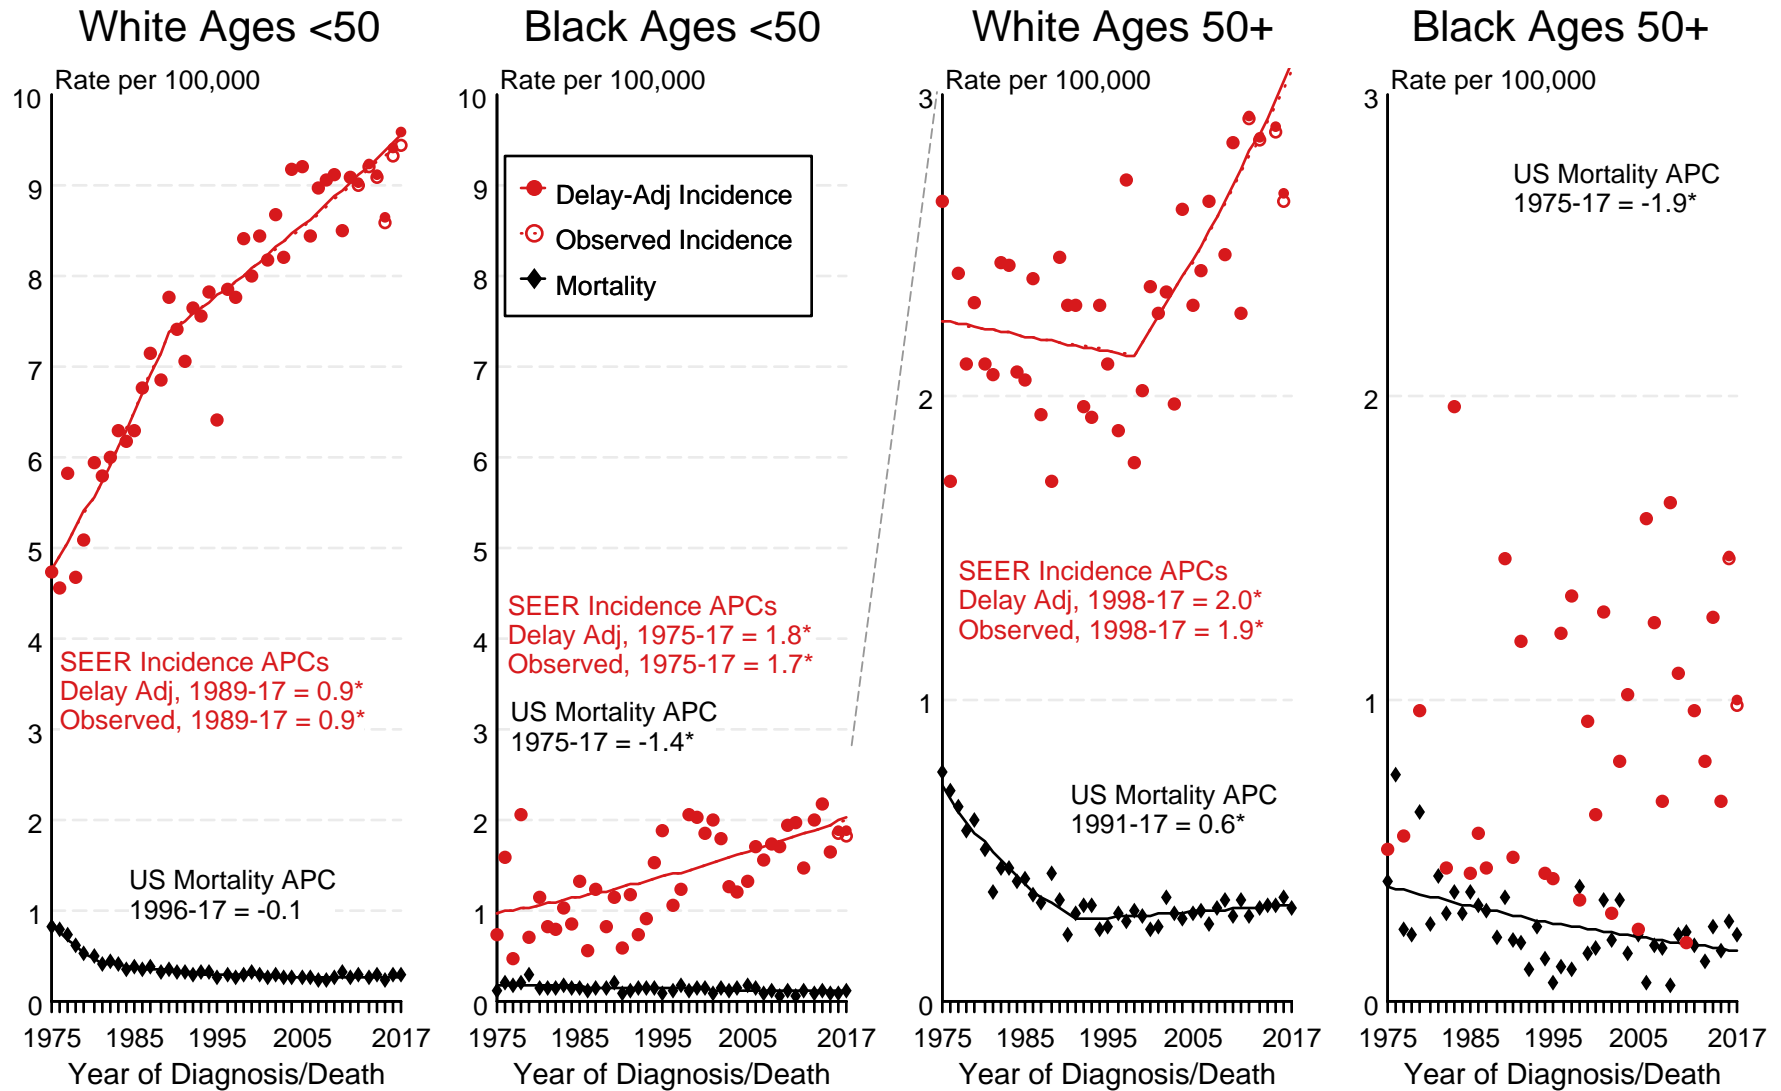 White Ages <50
Rate per 100,000
10
9
8
7
6
5
4
3
2
1
0
SEER Incidence APCs
Delay Adj, 1989-17 = 0.9*
Observed, 1989-17 = 0.9*
US Mortality APC
1996-17 = -0.1
1975
1985
1995
2005
2017
Year of Diagnosis/Death
Black Ages <50
Rate per 100,000
10
9
8
7
6
5
4
3
2
1
0
Delay-Adj Incidence
Observed Incidence
Mortality
SEER Incidence APCs
Delay Adj, 1975-17 = 1.8*
Observed, 1975-17 = 1.7*
US Mortality APC
1975-17 = -1.4*
1975
1985
1995
2005
2017
Year of Diagnosis/Death
White Ages 50+
Rate per 100,000
3
2
1
0
SEER Incidence APCs
Delay Adj, 1998-17 = 2.0*
Observed, 1998-17 = 1.9*
US Mortality APC
1991-17 = 0.6*
1975
1985
1995
2005
2017
Year of Diagnosis/Death
Black Ages 50+
Rate per 100,000
3
2
1
0
US Mortality APC
1975-17 = -1.9*
1975
1985
1995
2005
2017
Year of Diagnosis/Death